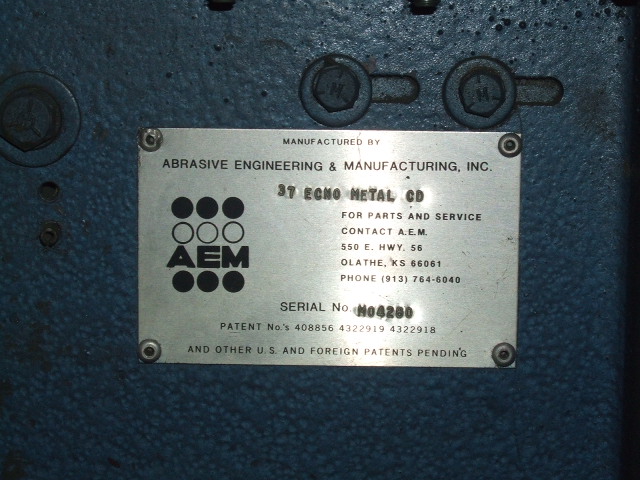 MANUFACTURED BY
ABRASIVE ENGINEERING & MANUFACTURING, INC.
37 ECNO METAL CD
FOR PARTS AND SERVICE
CONTACT A.E.M.
550 E. HWY. 56
OLATHE, KS 66061
PHONE (913) 764-6040
AEM
SERIAL No. M04280
PATENT No.'s 408856 4322919 4322918
AND OTHER U.S. AND FOREIGN PATENTS PENDING